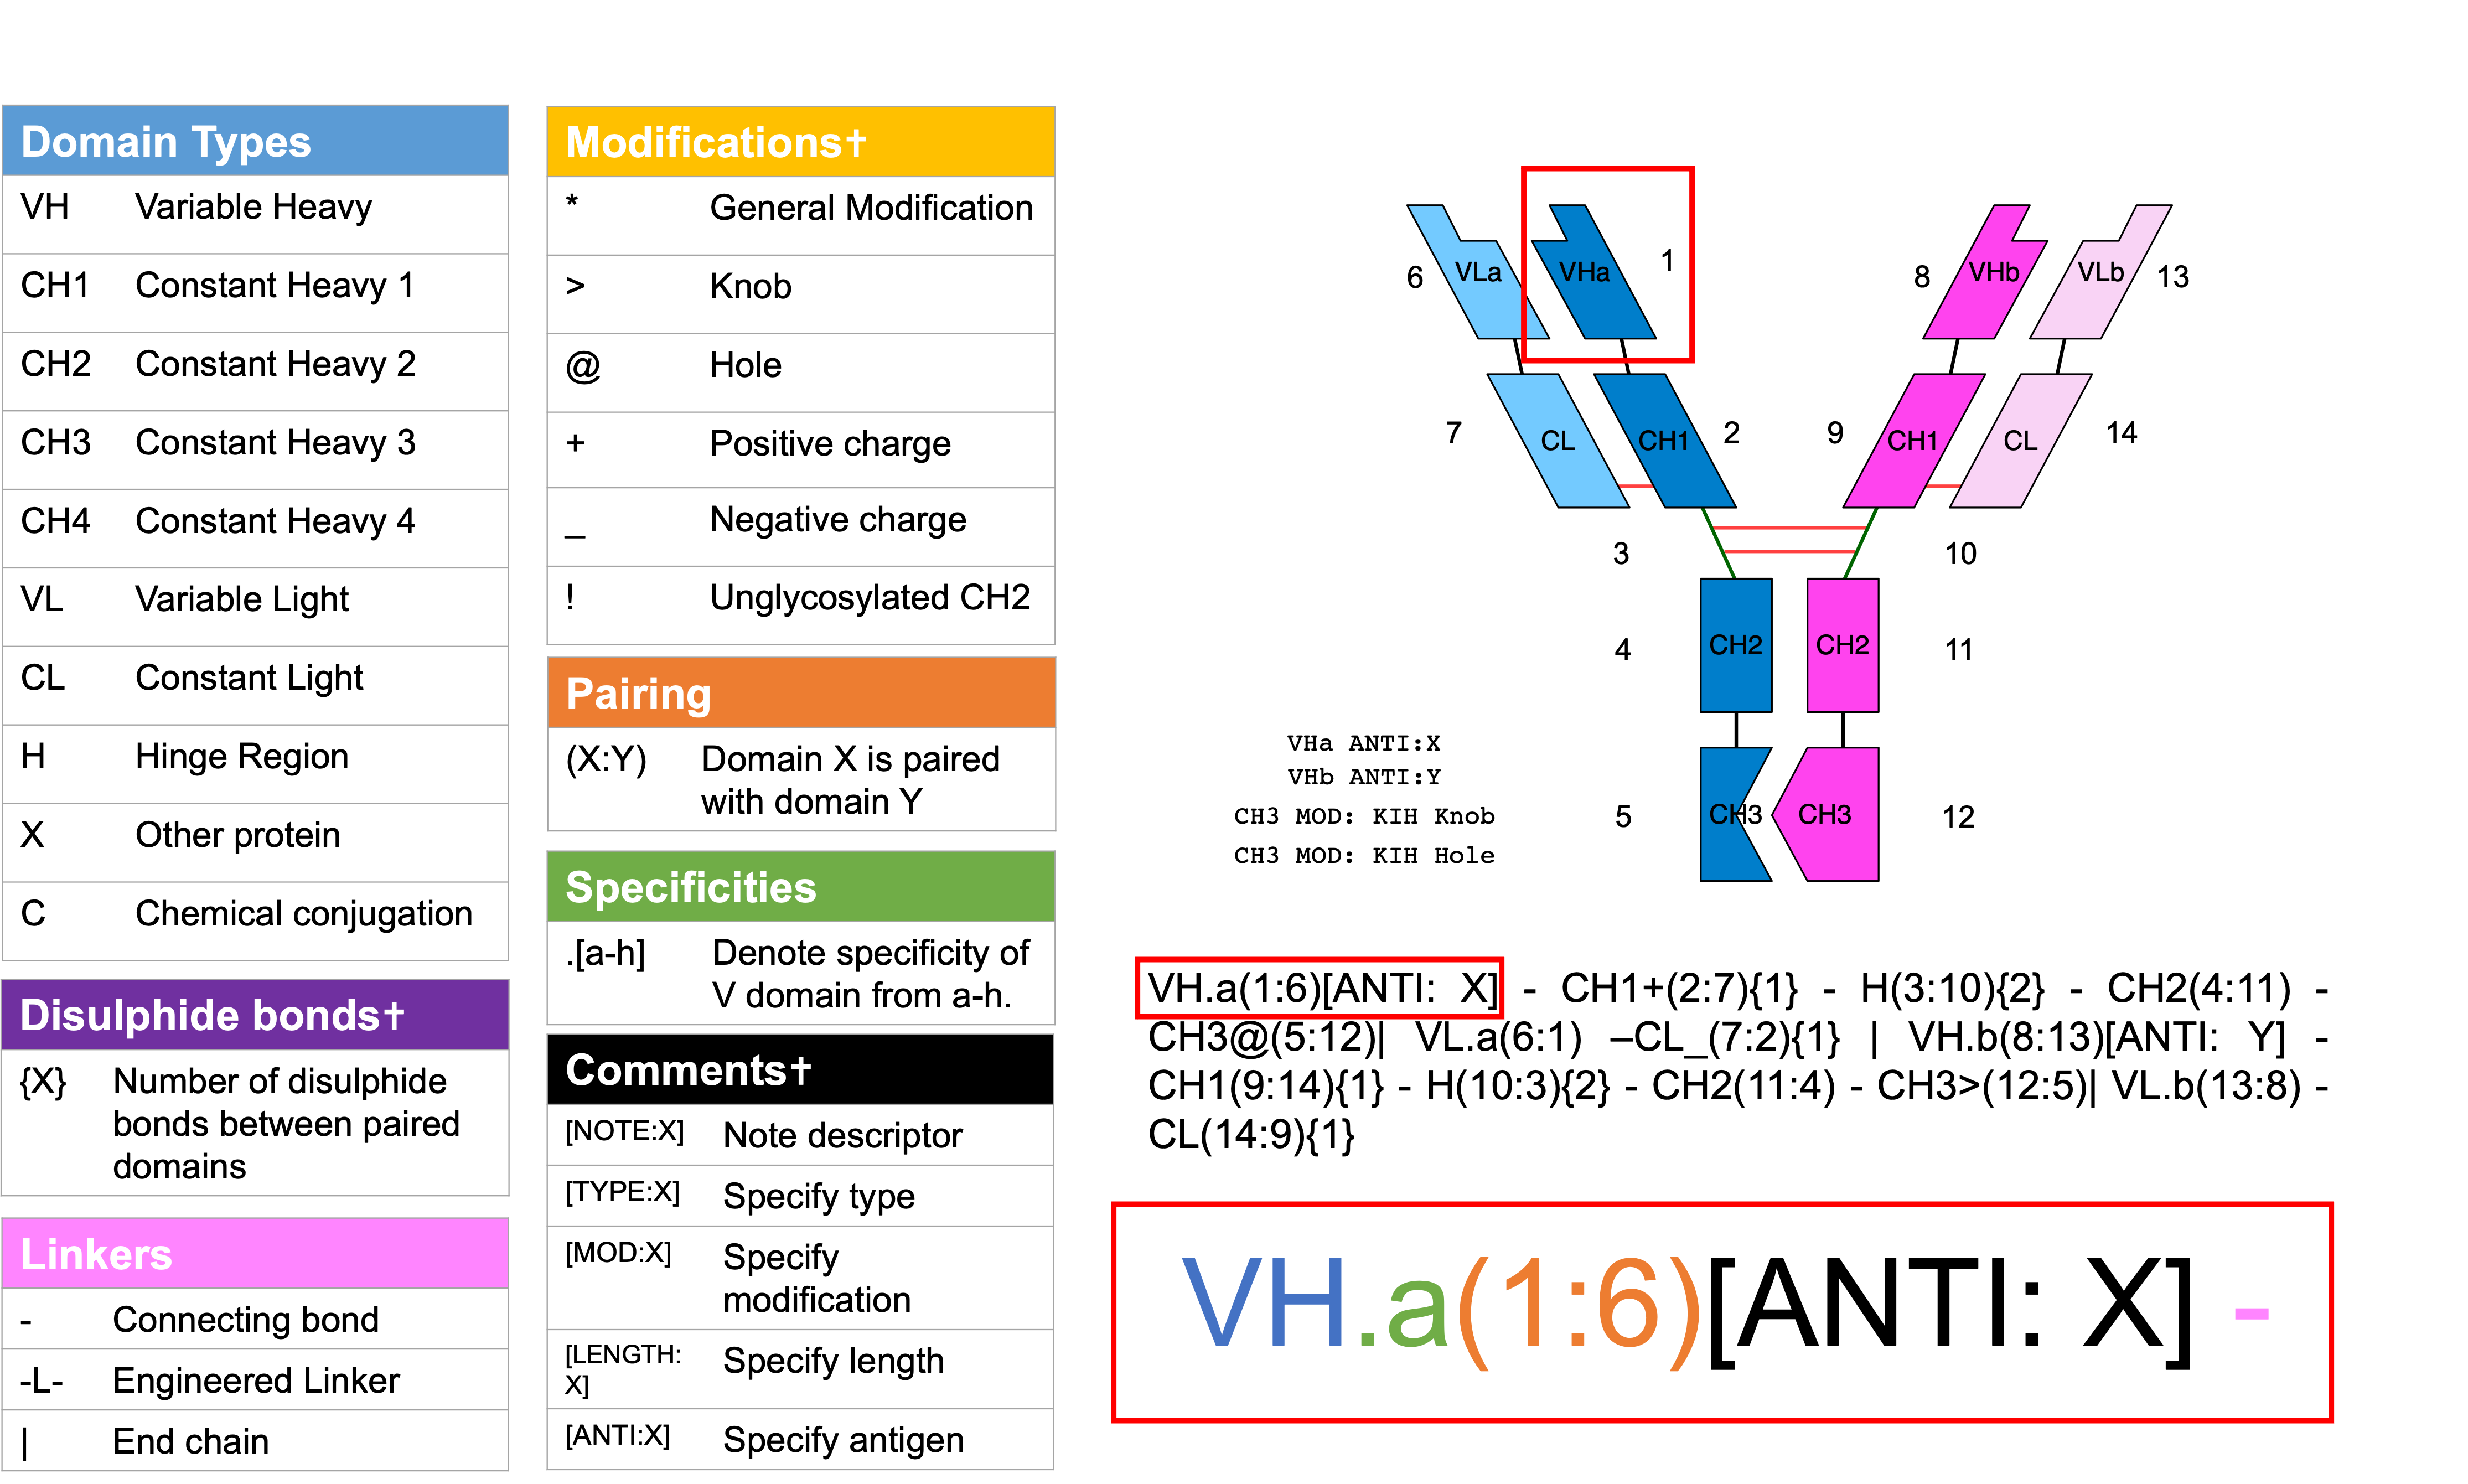 Domain Types
VH Variable Heavy
CH1 Constant Heavy 1
CH2 Constant Heavy 2
CH3 Constant Heavy 3
CH4 Constant Heavy 4
VL Variable Light
CL Constant Light
H Hinge Region
X Other protein
C Chemical conjugation
Disulphide bonds†
{X} Number of disulphide
bonds between paired
domains
Linkers
- Connecting bond
-L- Engineered Linker
| End chain
Modifications†
* General Modification
> Knob
@ Hole
+ Positive charge
_ Negative charge
! Unglycosylated CH2
Pairing
(X:Y) Domain X is paired
with domain Y
Specificities
.[a-h] Denote specificity of
V domain from a-h.
Comments†
[NOTE:X] Note descriptor
[TYPE:X] Specify type
[MOD:X] Specify
modification
[LENGTH: Specify length
X]
[ANTI:X] Specify antigen
6 VLa VHa 1 8 VHb VLb 13
7 CL CH1 2 9 CH1 CL 14
3 10
4 CH2 CH2 11
5 CH3 CH3 12
VHa ANTI:X
VHb ANTI:Y
CH3 MOD: KIH Knob
CH3 MOD: KIH Hole
VH.a(1:6)[ANTI: X] - CH1+(2:7){1} - H(3:10){2} - CH2(4:11) -
CH3@(5:12)| VL.a(6:1) –CL_(7:2){1} | VH.b(8:13)[ANTI: Y] -
CH1(9:14){1} - H(10:3){2} - CH2(11:4) - CH3>(12:5)| VL.b(13:8) -
CL(14:9){1}
VH.a(1:6)[ANTI: X] -